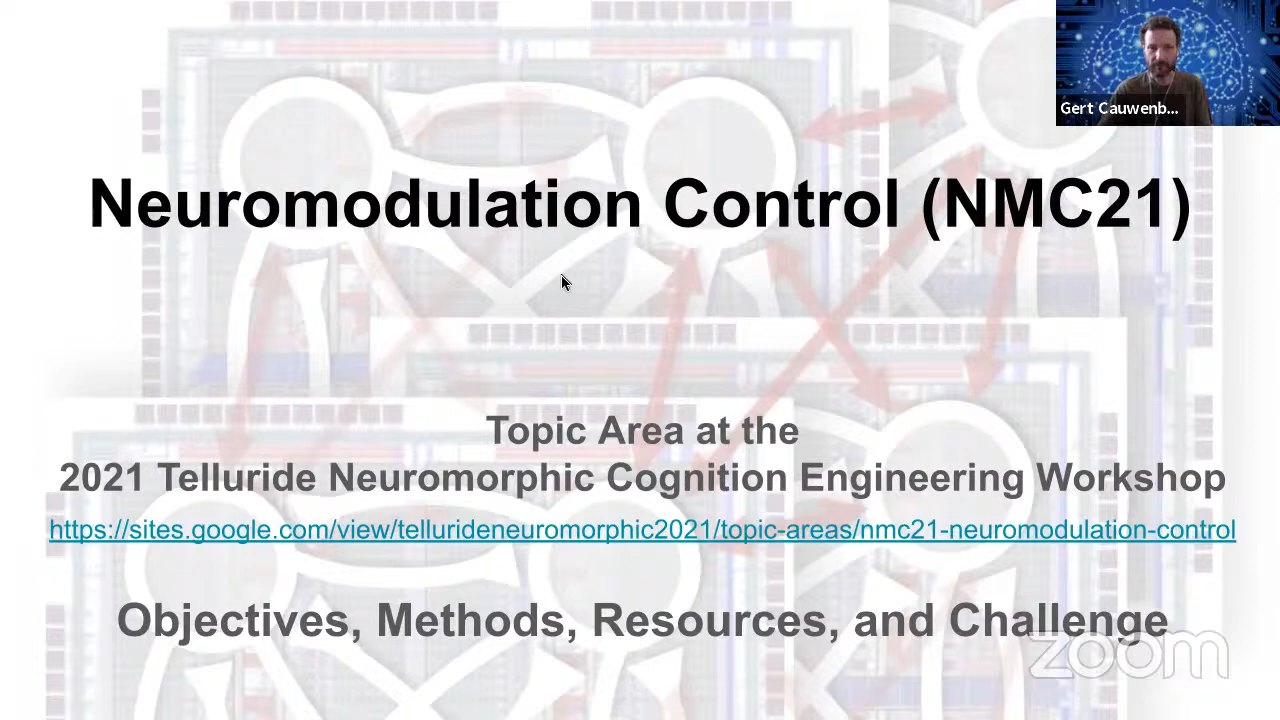 Gert Cauwenb...
Neuromodulation Control (NMC21)
Topic Area at the
2021 Telluride Neuromorphic Cognition Engineering Workshop
https://sites.google.com/view/tellurideneuromorphic2021/topic-areas/nmc21-neuromodulation-control
Objectives, Methods, Resources, and Challenge
zoom